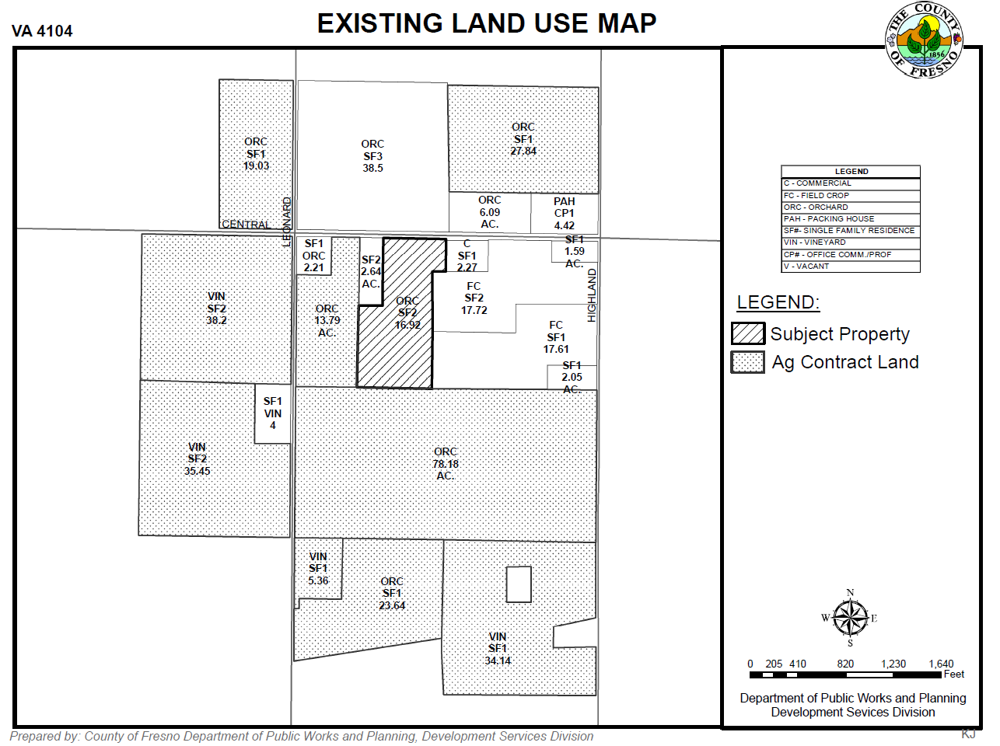 EXISTING LAND USE MAP
VA 4104
THE COUNTY OF FRESNO
1856
ORC
SF1
19.03
ORC
SF3
38.5
ORC
SF1
27.84
ORC
6.09
AC.
PAH
CP1
4.42
CENTRAL
LEONARD
HIGHLAND
SF1
ORC
2.21
SF2
2.64
AC.
C
SF1
2.27
SF1
1.59
AC.
VIN
SF2
38.2
ORC
13.79
AC.
ORC
SF2
16.92
FC
SF2
17.72
FC
SF1
17.61
SF1
2.05
AC.
SF1
VIN
4
VIN
SF2
35.45
ORC
78.18
AC.
VIN
SF1
5.36
ORC
SF1
23.64
VIN
SF1
34.14
LEGEND
C - COMMERCIAL
FC - FIELD CROP
ORC - ORCHARD
PAH - PACKING HOUSE
SF#- SINGLE FAMILY RESIDENCE
VIN - VINEYARD
CP# - OFFICE COMM./PROF
V - VACANT
LEGEND:
Subject Property
Ag Contract Land
N
W E
S
0 205 410 820 1,230 1,640
Feet
Department of Public Works and Planning
Development Sevices Division
Prepared by: County of Fresno Department of Public Works and Planning, Development Services Division
KJ